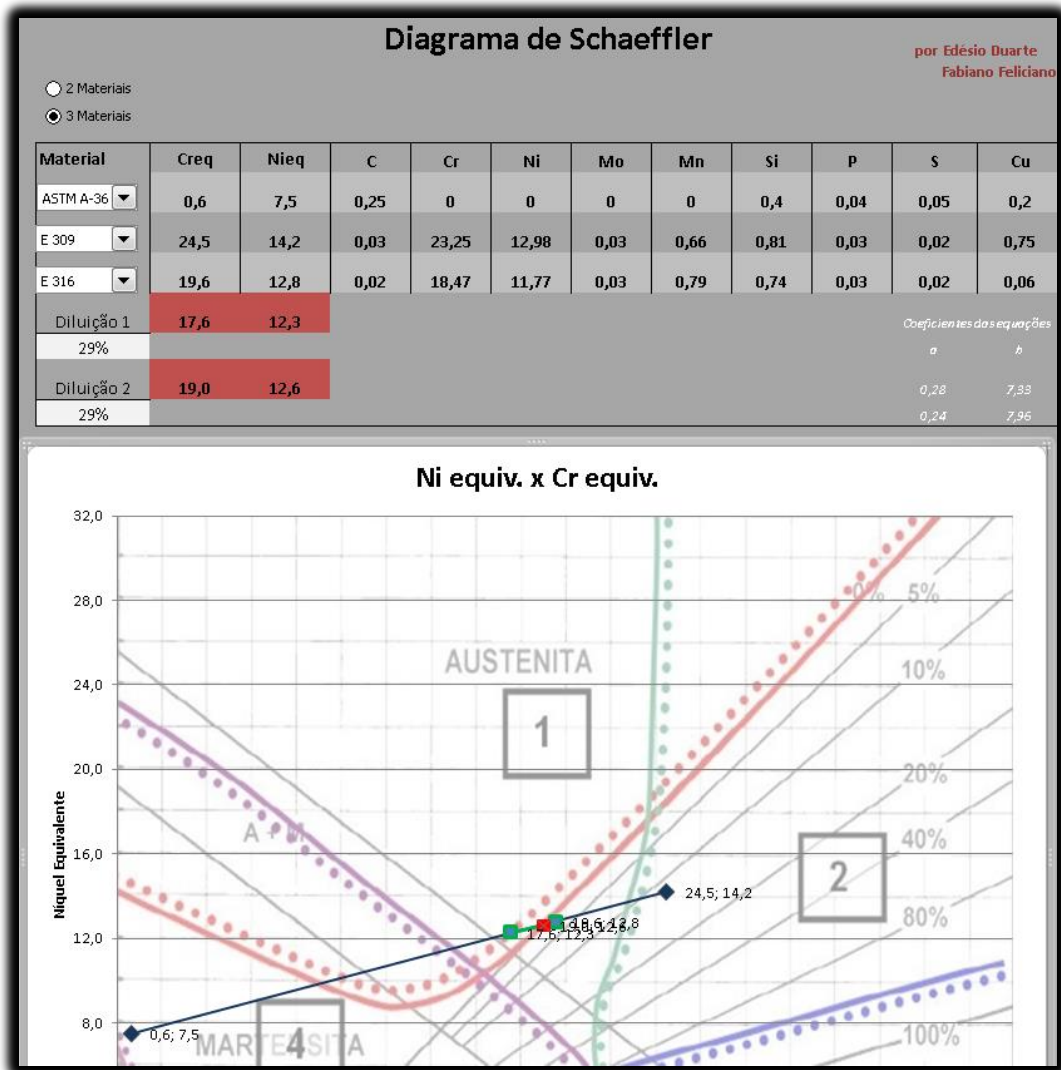 Diagrama de Schaeffler
por Edésio Duarte
Fabiano Feliciano
2 Materiais
3 Materiais
Material Creq Nieq C Cr Ni Mo Mn Si P S Cu
ASTM A-36 0,6 7,5 0,25 0 0 0 0 0,4 0,04 0,05 0,2
E 309 24,5 14,2 0,03 23,25 12,98 0,03 0,66 0,81 0,03 0,02 0,75
E 316 19,6 12,8 0,02 18,47 11,77 0,03 0,79 0,74 0,03 0,02 0,06
Diluição 1 17,6 12,3 Coeficientes das equações
29% a b
Diluição 2 19,0 12,6 0,28 7,33
29% 0,24 7,96
Ni equiv. x Cr equiv.
32,0
28,0
0% 5%
24,0
AUSTENITA
10%
1
20,0
20%
Niquel Equivalente
A + M
16,0
40%
2
24,5; 14,2
80%
12,0
17,6; 12,3
19,6; 12,8
8,0
0,6; 7,5
100%
MARTENSITA
4